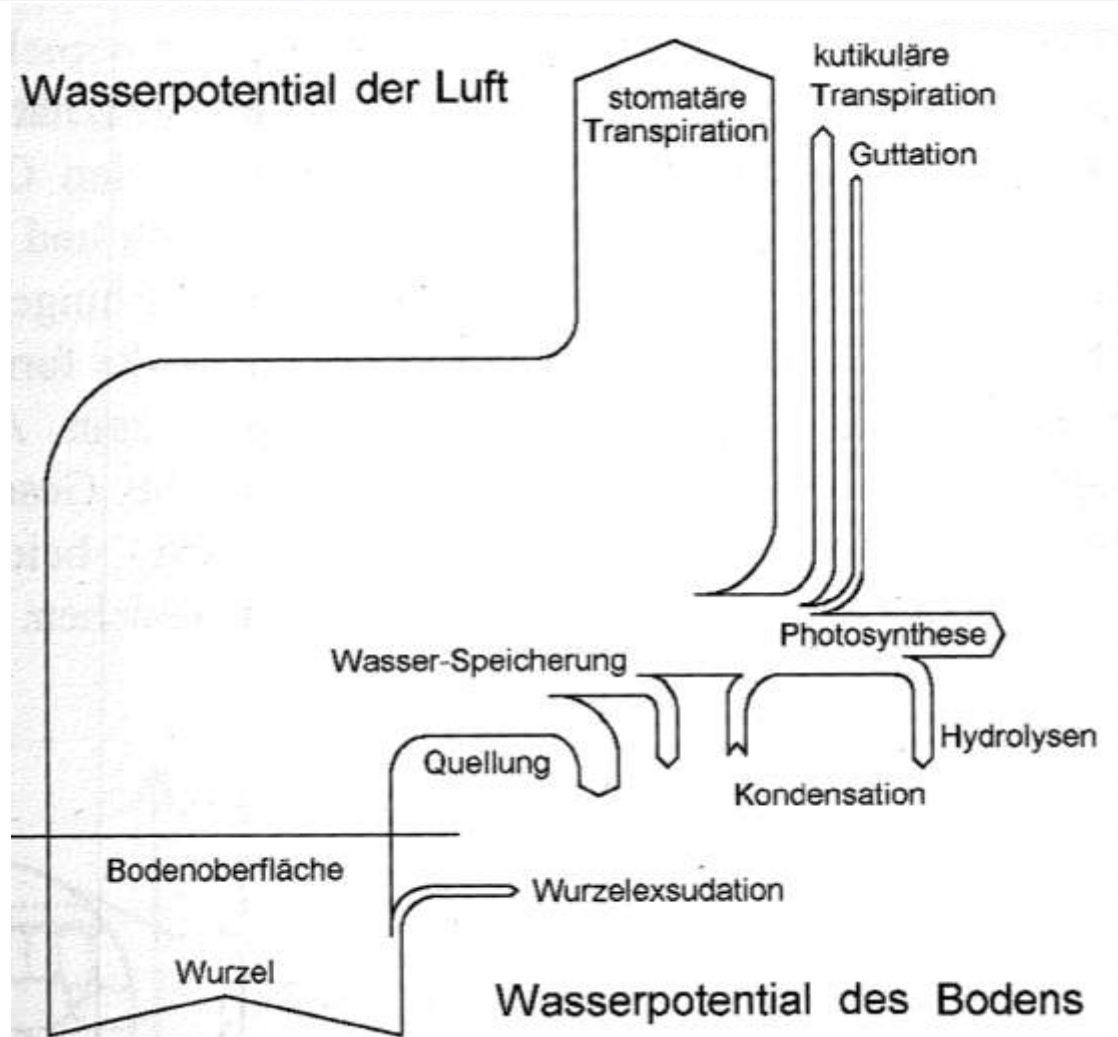 Wasserpotential der Luft
stomatäre
Transpiration
kutikuläre
Transpiration
Guttation
Photosynthese
Wasser-Speicherung
Hydrolysen
Quellung
Kondensation
Bodenoberfläche
Wurzelexsudation
Wurzel
Wasserpotential des Bodens